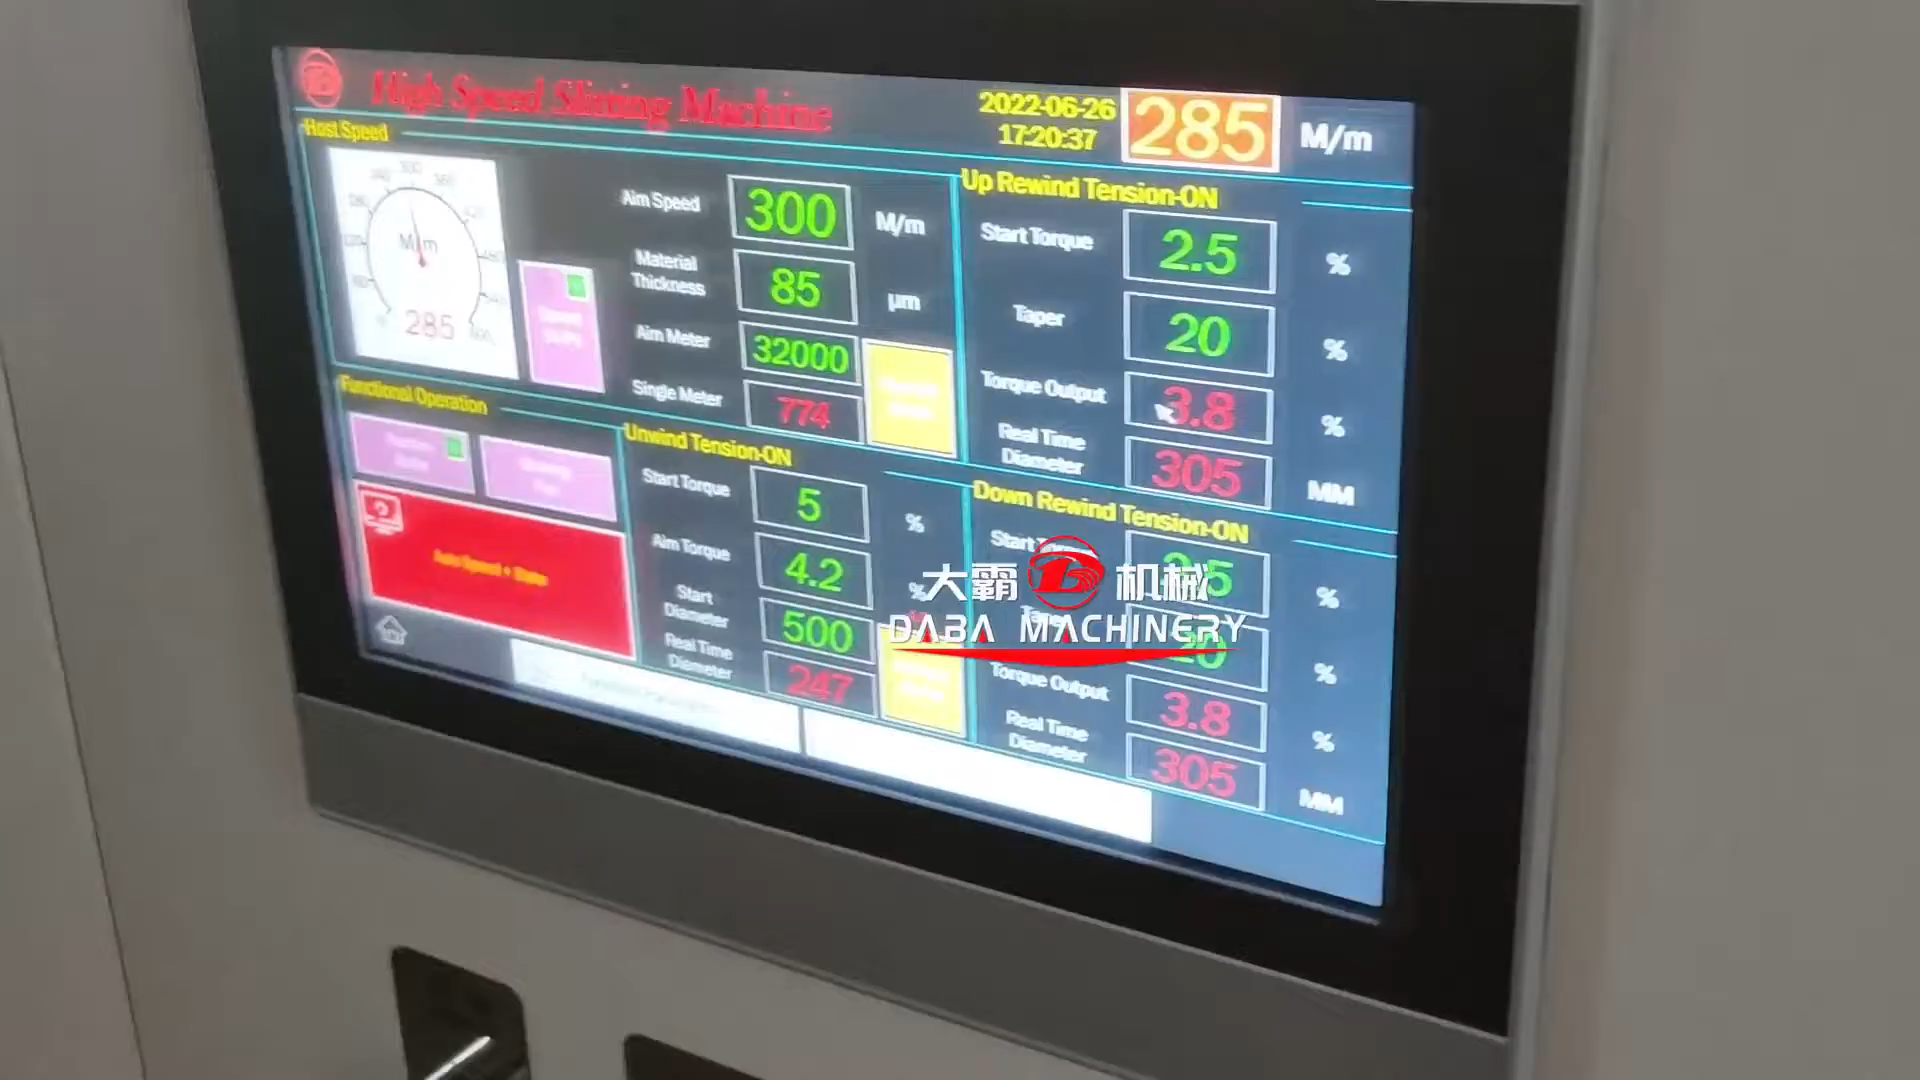 High Speed Slitting Machine
2022-06-26
17:20:37
285
M/m
Host Speed
M/m
285
Aim Speed
300
M/m
Material
Thickness
85
μm
Aim Meter
32000
Single Meter
774
Up Rewind Tension-ON
Start Torque
2.5
%
Taper
20
%
Torque Output
3.8
%
Real Time
Diameter
305
MM
Functional Operation
Auto Speed +
Unwind Tension-ON
Start Torque
5
%
Aim Torque
4.2
%
Start
Diameter
500
Real Time
Diameter
247
Down Rewind Tension-ON
Start
%
20
%
Torque Output
3.8
%
Real Time
Diameter
305
MM
大霸 机械
DABA MACHINERY